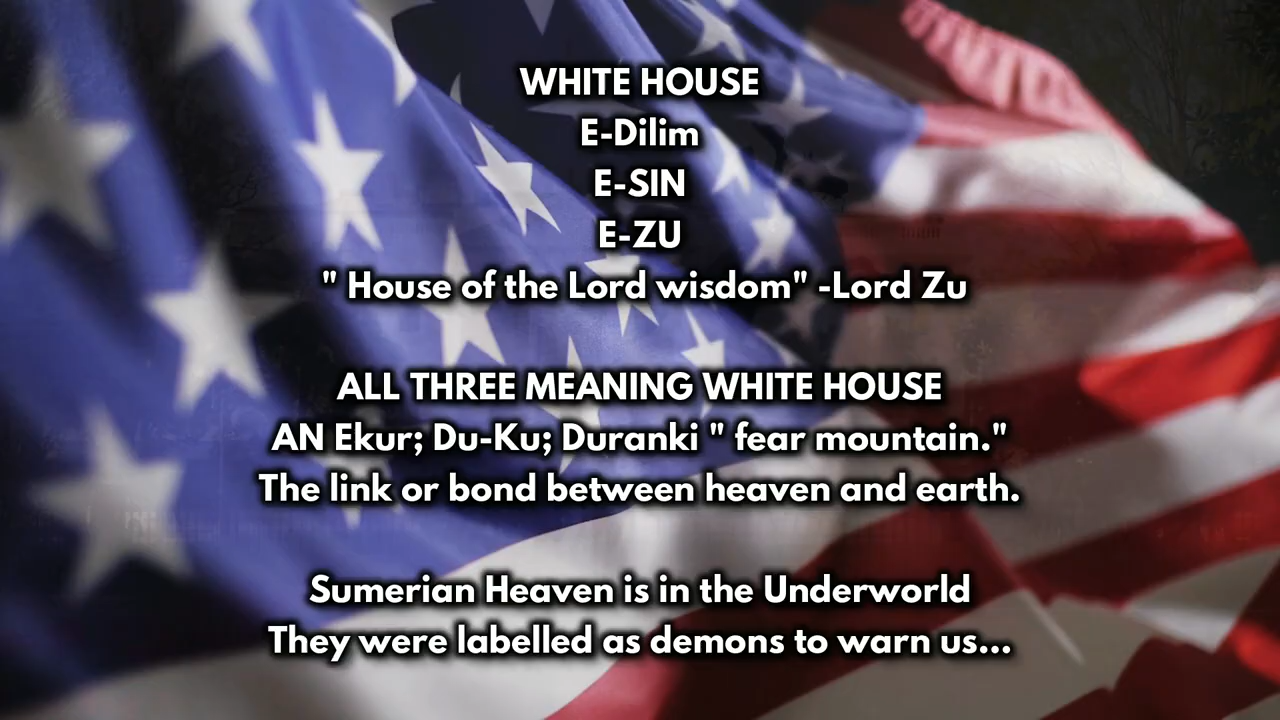 WHITE HOUSE
E-Dilim
E-SIN
E-ZU
" House of the Lord wisdom" -Lord Zu
ALL THREE MEANING WHITE HOUSE
AN Ekur; Du-Ku; Duranki " fear mountain."
The link or bond between heaven and earth.
Sumerian Heaven is in the Underworld
They were labelled as demons to warn us...